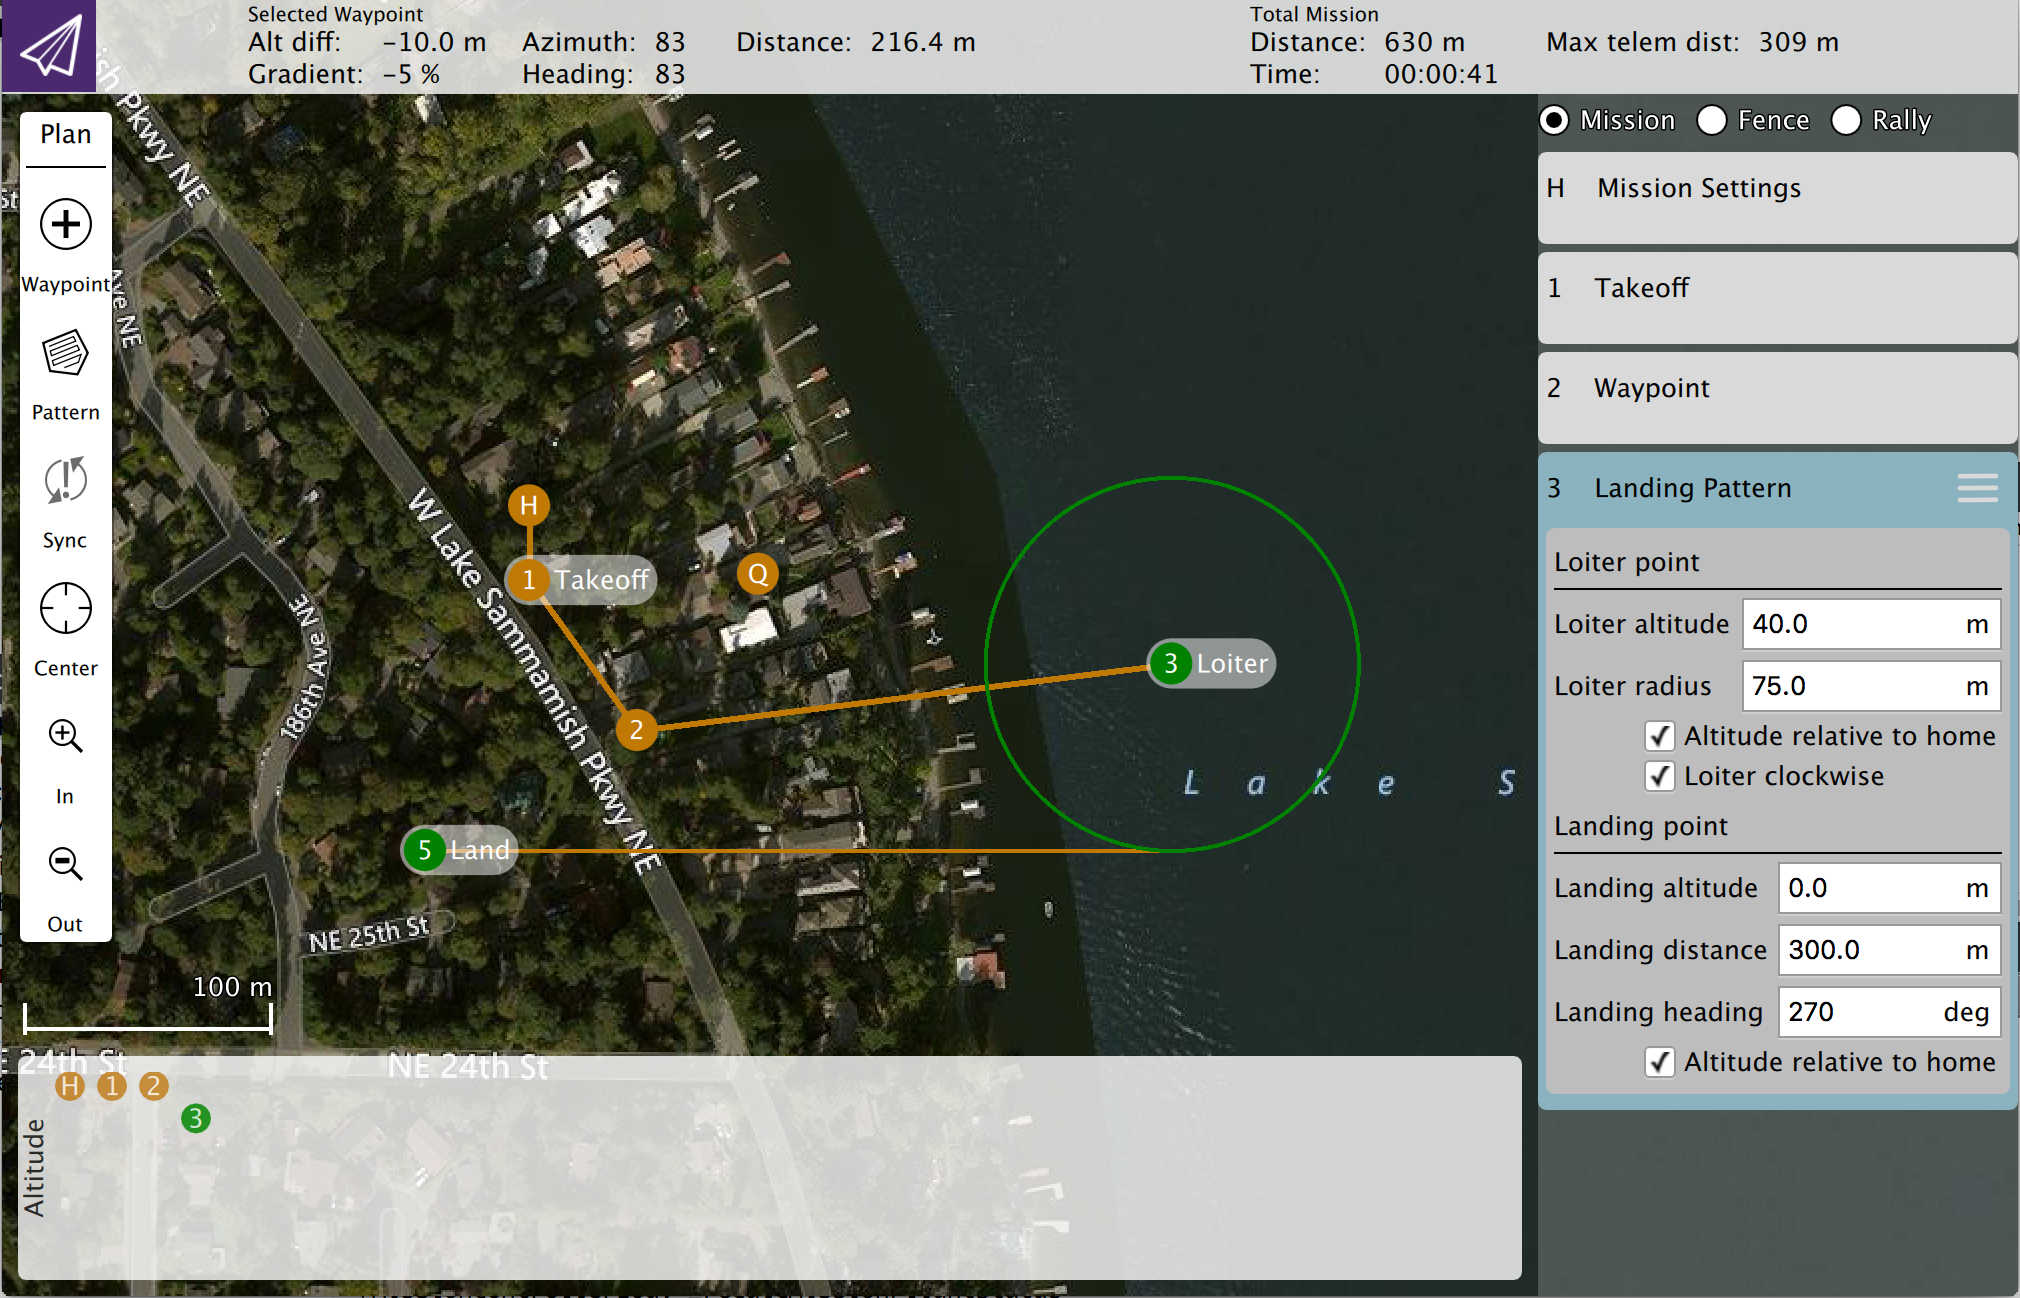 Selected Waypoint
Alt diff: -10.0 m Azimuth: 83 Distance: 216.4 m
Gradient: -5 % Heading: 83
Total Mission
Distance: 630 m Max telem dist: 309 m
Time: 00:00:41
Plan
Waypoint
Pattern
Sync
Center
In
Out
ish Pkwy NE
St
Ave NE
W Lake Sammamish Pkwy NE
186th Ave NE
NE 25th St
24th St
NE 24th St
H
1 Takeoff
Q
2
3 Loiter
5 Land
Lake S
100 m
Altitude
H 1 2
3
Mission Fence Rally
H Mission Settings
1 Takeoff
2 Waypoint
3 Landing Pattern
Loiter point
Loiter altitude 40.0 m
Loiter radius 75.0 m
Altitude relative to home
Loiter clockwise
Landing point
Landing altitude 0.0 m
Landing distance 300.0 m
Landing heading 270 deg
Altitude relative to home